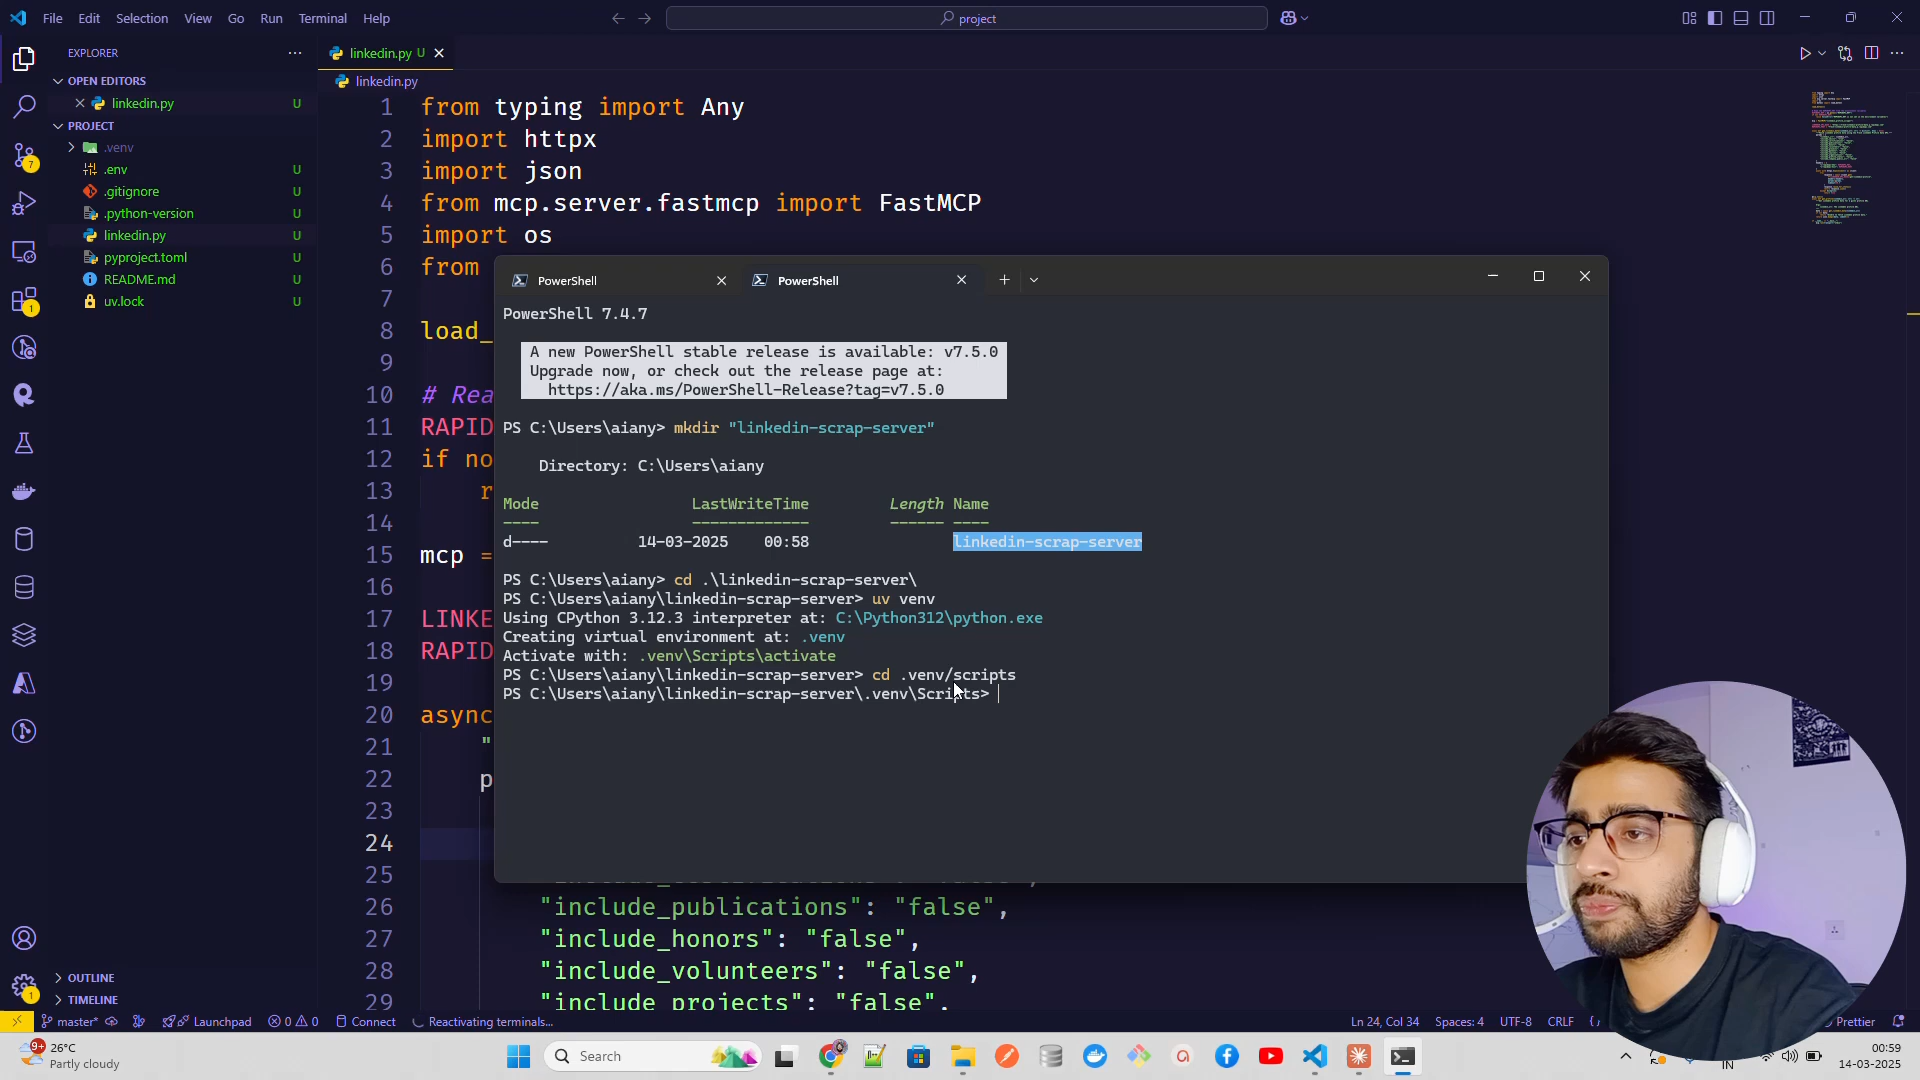 File Edit Selection View Go Run Terminal Help
project
EXPLORER
OPEN EDITORS
linkedin.py U
PROJECT
.venv
.env U
.gitignore U
.python-version U
linkedin.py U
pyproject.toml U
README.md U
uv.lock U
OUTLINE
TIMELINE
7
1
1
linkedin.py U
linkedin.py
1 from typing import Any
2 import httpx
3 import json
4 from mcp.server.fastmcp import FastMCP
5 import os
6 from
7
8 load_
9
10 # Rea
11 RAPID
12 if no
13 r
14
15 mcp =
16
17 LINKE
18 RAPID
19
20 async
21 "
22 p
23
24
25
26 "include_publications": "false",
27 "include_honors": "false",
28 "include_volunteers": "false",
29 "include_projects": "false",
PowerShell
PowerShell
PowerShell 7.4.7
A new PowerShell stable release is available: v7.5.0
Upgrade now, or check out the release page at:
https://aka.ms/PowerShell-Release?tag=v7.5.0
PS C:\Users\aiany> mkdir "linkedin-scrap-server"
Directory: C:\Users\aiany
Mode LastWriteTime Length Name
---- ------------- ------ ----
d---- 14-03-2025 00:58 linkedin-scrap-server
PS C:\Users\aiany> cd .\linkedin-scrap-server\
PS C:\Users\aiany\linkedin-scrap-server> uv venv
Using CPython 3.12.3 interpreter at: C:\Python312\python.exe
Creating virtual environment at: .venv
Activate with: .venv\Scripts\activate
PS C:\Users\aiany\linkedin-scrap-server> cd .venv/scripts
PS C:\Users\aiany\linkedin-scrap-server\.venv\Scripts>
master* Launchpad 0 0 Connect Reactivating terminals...
Ln 24, Col 34 Spaces: 4 UTF-8 CRLF Prettier
9+ 26°C
Partly cloudy
Search
IN
00:59
14-03-2025